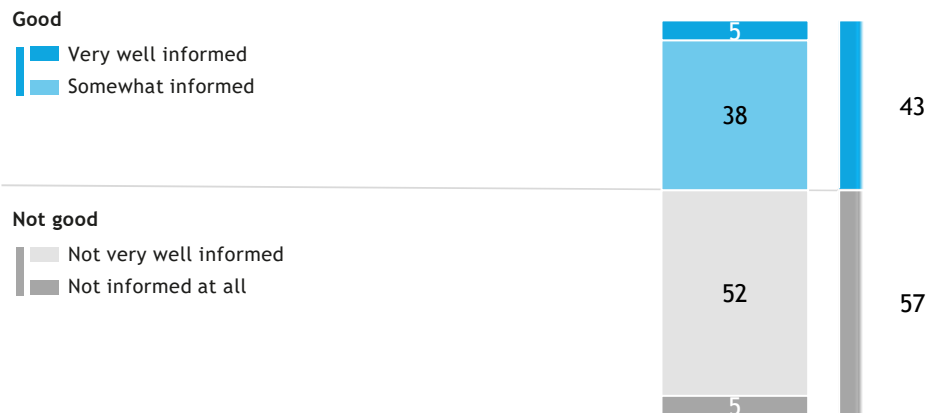 Good
Very well informed
Somewhat informed
5
38
43
Not good
Not very well informed
Not informed at all
52
57
5